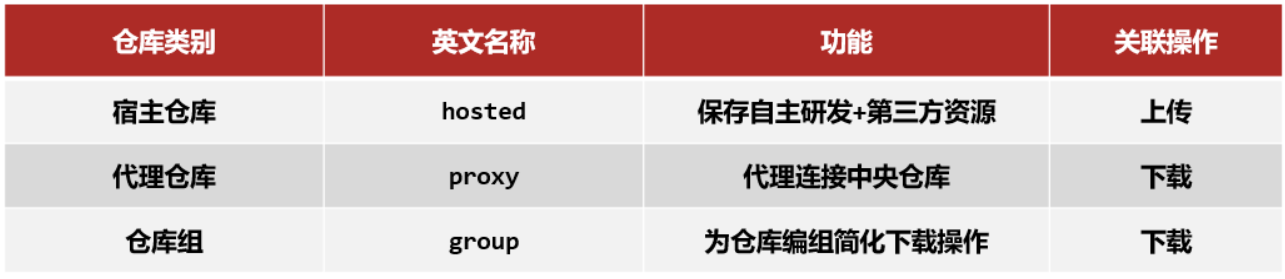 仓库类别 英文名称 功能 关联操作
宿主仓库 hosted 保存自主研发+第三方资源 上传
代理仓库 proxy 代理连接中央仓库 下载
仓库组 group 为仓库编组简化下载操作 下载